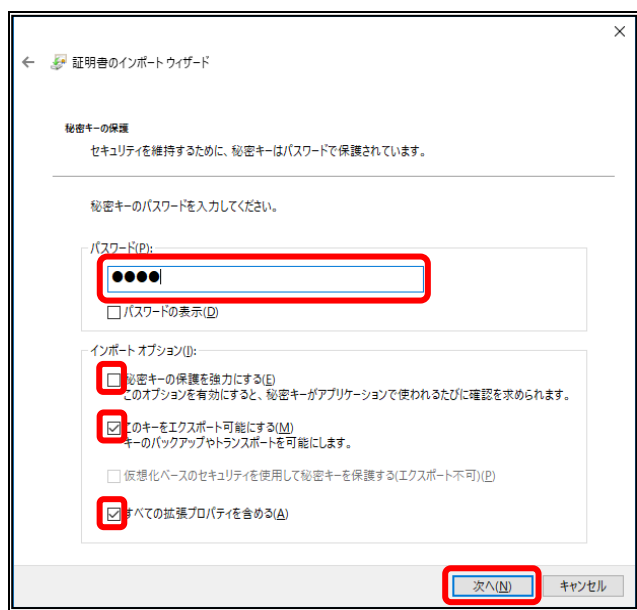 証明書のインポート ウィザード
秘密キーの保護
セキュリティを維持するために、秘密キーはパスワードで保護されています。
秘密キーのパスワードを入力してください。
パスワード(P):
●●●●
パスワードの表示(D)
インポート オプション(I):
秘密キーの保護を強力にする(E)
このオプションを有効にすると、秘密キーがアプリケーションで使われるたびに確認を求められます。
このキーをエクスポート可能にする(M)
キーのバックアップやトランスポートを可能にします。
仮想化ベースのセキュリティを使用して秘密キーを保護する(エクスポート不可)(P)
すべての拡張プロパティを含める(A)
次へ(N)
キャンセル